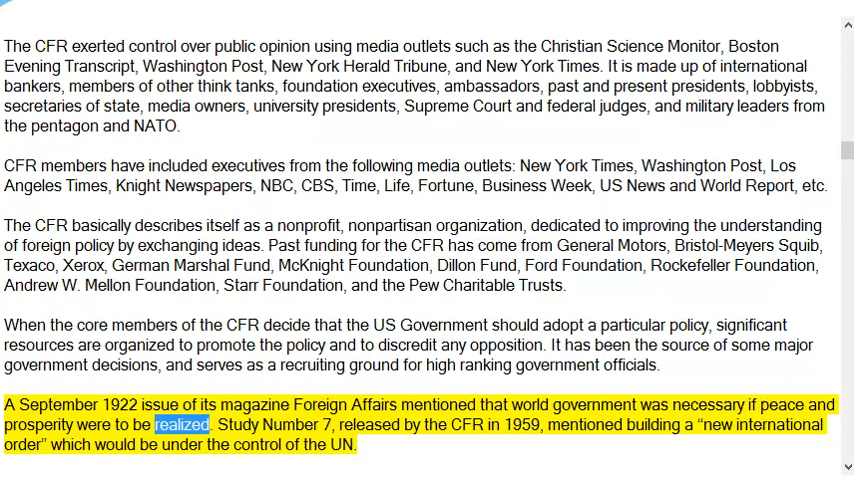 The CFR exerted control over public opinion using media outlets such as the Christian Science Monitor, Boston
Evening Transcript, Washington Post, New York Herald Tribune, and New York Times. It is made up of international
bankers, members of other think tanks, foundation executives, ambassadors, past and present presidents, lobbyists,
secretaries of state, media owners, university presidents, Supreme Court and federal judges, and military leaders from
the pentagon and NATO.
CFR members have included executives from the following media outlets: New York Times, Washington Post, Los
Angeles Times, Knight Newspapers, NBC, CBS, Time, Life, Fortune, Business Week, US News and World Report, etc.
The CFR basically describes itself as a nonprofit, nonpartisan organization, dedicated to improving the understanding
of foreign policy by exchanging ideas. Past funding for the CFR has come from General Motors, Bristol-Meyers Squib,
Texaco, Xerox, German Marshal Fund, McKnight Foundation, Dillon Fund, Ford Foundation, Rockefeller Foundation,
Andrew W. Mellon Foundation, Starr Foundation, and the Pew Charitable Trusts.
When the core members of the CFR decide that the US Government should adopt a particular policy, significant
resources are organized to promote the policy and to discredit any opposition. It has been the source of some major
government decisions, and serves as a recruiting ground for high ranking government officials.
A September 1922 issue of its magazine Foreign Affairs mentioned that world government was necessary if peace and
prosperity were to be realized. Study Number 7, released by the CFR in 1959, mentioned building a “new international
order” which would be under the control of the UN.